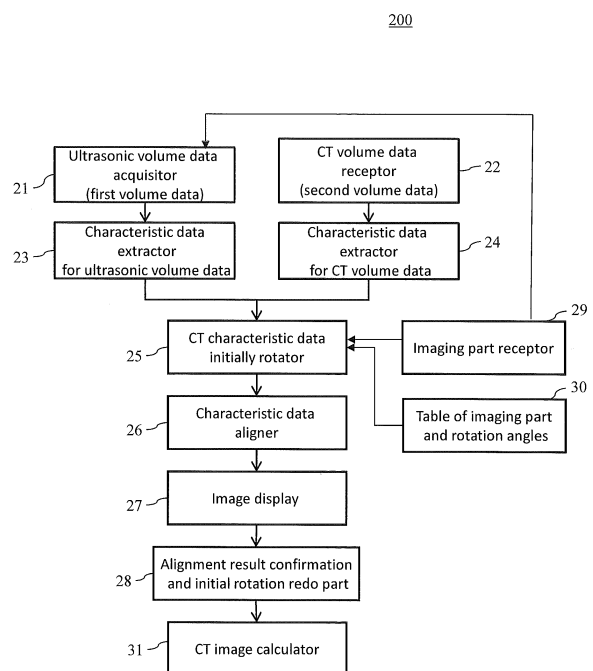 200
Ultrasonic volume data
acquisitor
(first volume data)
21
CT volume data
receptor
(second volume data)
22
Characteristic data
extractor
for ultrasonic volume data
23
Characteristic data
extractor
for CT volume data
24
CT characteristic data
initially rotator
25
Imaging part receptor
29
Characteristic data
aligner
26
Table of imaging part
and rotation angles
30
Image display
27
Alignment result confirmation
and initial rotation redo part
28
CT image calculator
31